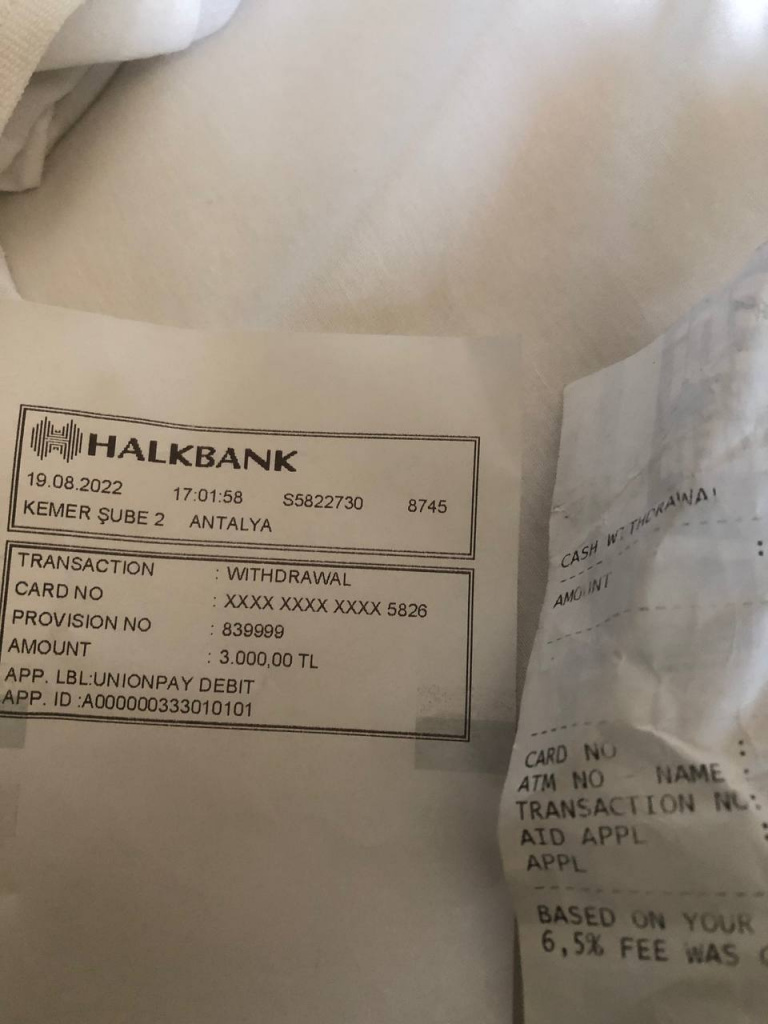 HALKBANK
19.08.2022 17:01:58 S5822730 8745
KEMER ŞUBE 2 ANTALYA
TRANSACTION : WITHDRAWAL
CARD NO : XXXX XXXX XXXX 5826
PROVISION NO : 839999
AMOUNT : 3.000,00 TL
APP. LBL:UNIONPAY DEBIT
APP. ID :A000000333010101
CASH WITHDRAWAL
:
AMOUNT
CARD NO :
ATM NO - NAME :
TRANSACTION NO:
AID APPL :
APPL
BASED ON YOUR
6,5% FEE WAS